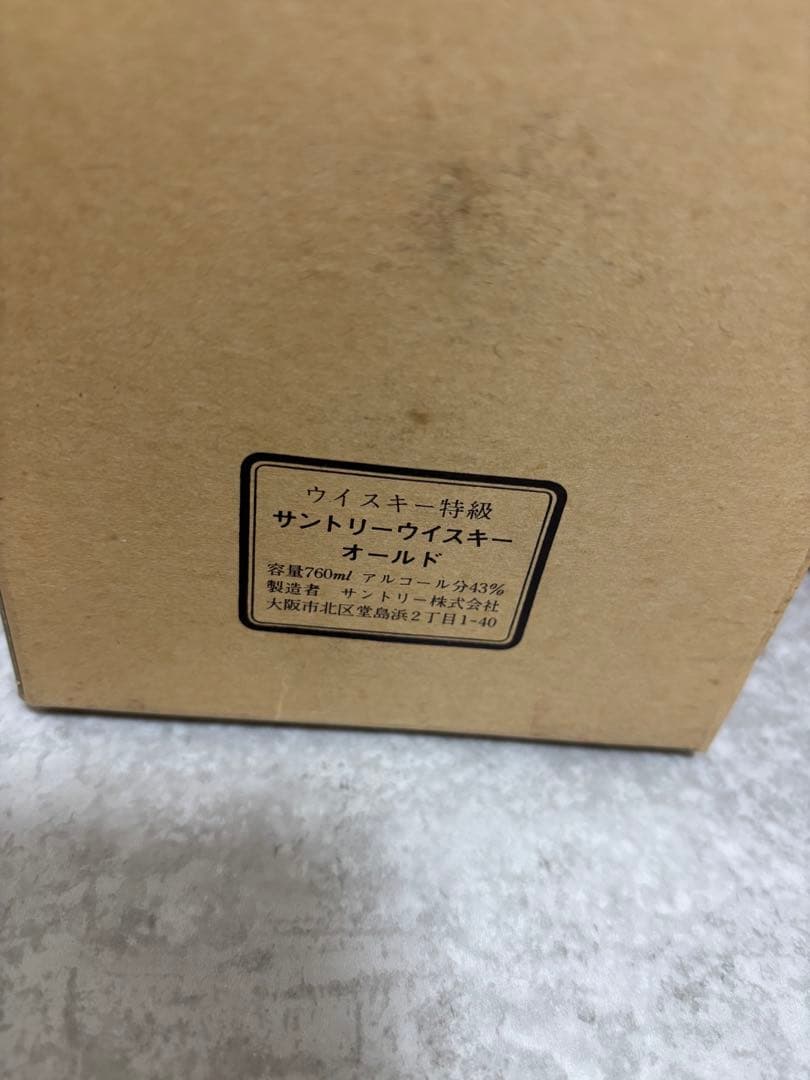 ウイスキー特級
サントリーウイスキー
オールド
容量760ml アルコール分43%
製造者 サントリー株式会社
大阪市北区堂島浜2丁目1-40